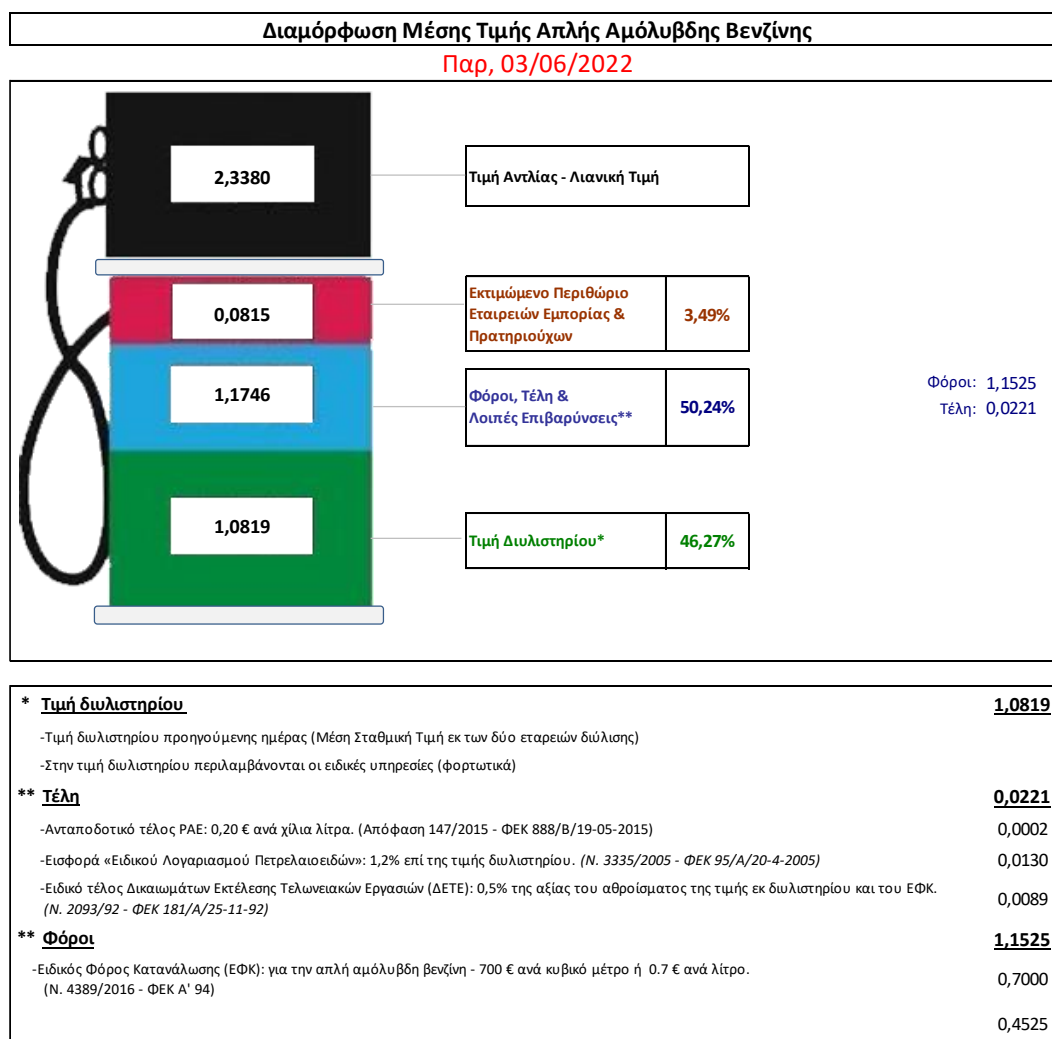 Διαμόρφωση Μέσης Τιμής Απλής Αμόλυβδης Βενζίνης
Παρ, 03/06/2022
2,3380
Τιμή Αντλίας - Λιανική Τιμή
0,0815
Εκτιμώμενο Περιθώριο
Εταιρειών Εμπορίας &
Πρατηριούχων
3,49%
1,1746
Φόροι, Τέλη &
Λοιπές Επιβαρύνσεις**
50,24%
Φόροι: 1,1525
Τέλη: 0,0221
1,0819
Τιμή Διυλιστηρίου*
46,27%
* Τιμή διυλιστηρίου 1,0819
-Τιμή διυλιστηρίου προηγούμενης ημέρας (Μέση Σταθμική Τιμή εκ των δύο εταρειών διύλισης)
-Στην τιμή διυλιστηρίου περιλαμβάνονται οι ειδικές υπηρεσίες (φορτωτικά)
** Τέλη 0,0221
-Ανταποδοτικό τέλος ΡΑΕ: 0,20 € ανά χίλια λίτρα. (Απόφαση 147/2015 - ΦΕΚ 888/Β/19-05-2015) 0,0002
-Εισφορά «Ειδικού Λογαριασμού Πετρελαιοειδών»: 1,2% επί της τιμής διυλιστηρίου. (Ν. 3335/2005 - ΦΕΚ 95/Α/20-4-2005) 0,0130
-Ειδικό τέλος Δικαιωμάτων Εκτέλεσης Τελωνειακών Εργασιών (ΔΕΤΕ): 0,5% της αξίας του αθροίσματος της τιμής εκ διυλιστηρίου και του ΕΦΚ.
(Ν. 2093/92 - ΦΕΚ 181/Α/25-11-92) 0,0089
** Φόροι 1,1525
-Ειδικός Φόρος Κατανάλωσης (ΕΦΚ): για την απλή αμόλυβδη βενζίνη - 700 € ανά κυβικό μέτρο ή 0.7 € ανά λίτρο.
(Ν. 4389/2016 - ΦΕΚ Α' 94) 0,7000
0,4525